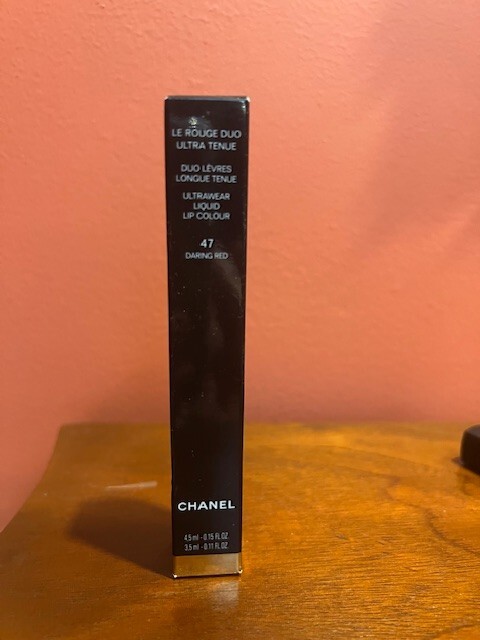 LE ROUGE DUO
ULTRA TENUE
DUO LÈVRES
LONGUE TENUE
ULTRAWEAR
LIQUID
LIP COLOUR
47
DARING RED
CHANEL
4.5 ml - 0.15 FL. OZ.
3.5 ml - 0.11 FL. OZ.